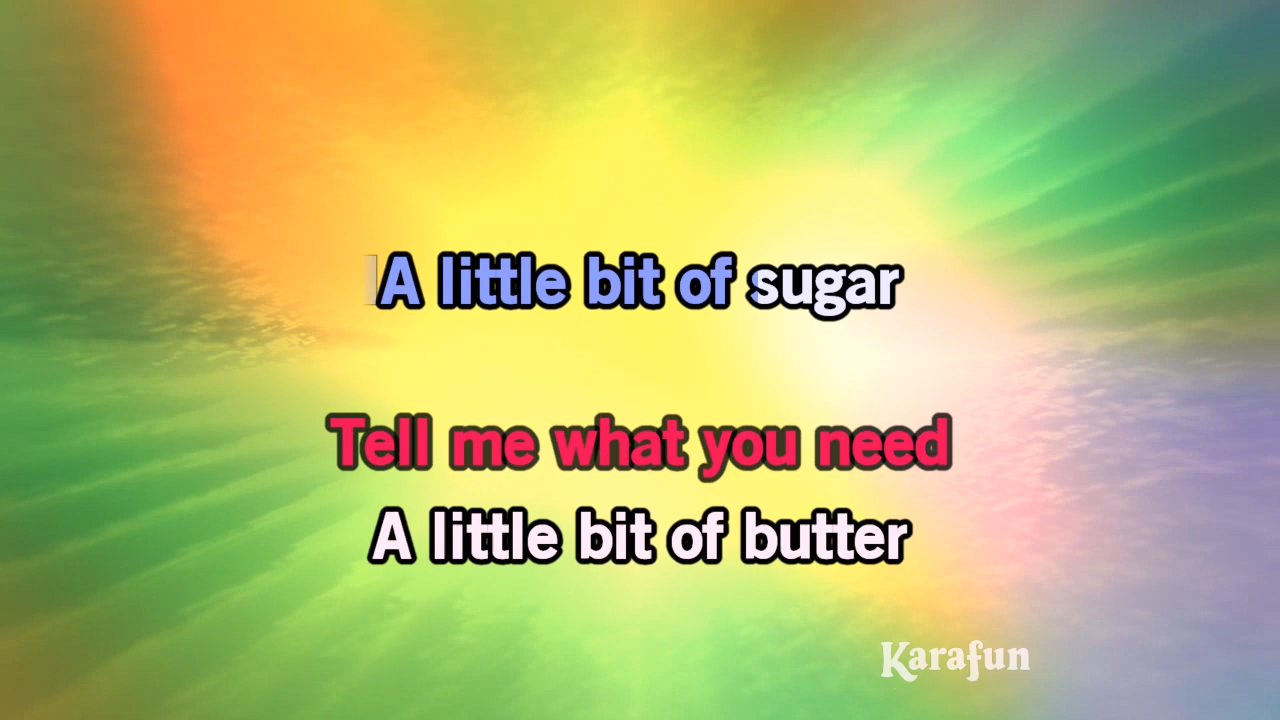 A little bit of sugar
Tell me what you need
A little bit of butter
Karafun